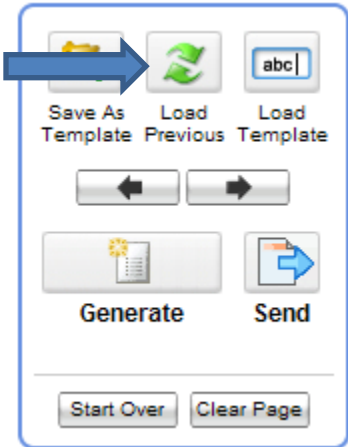 abc
Save As Load Load
Template Previous Template
Generate Send
Start Over Clear Page